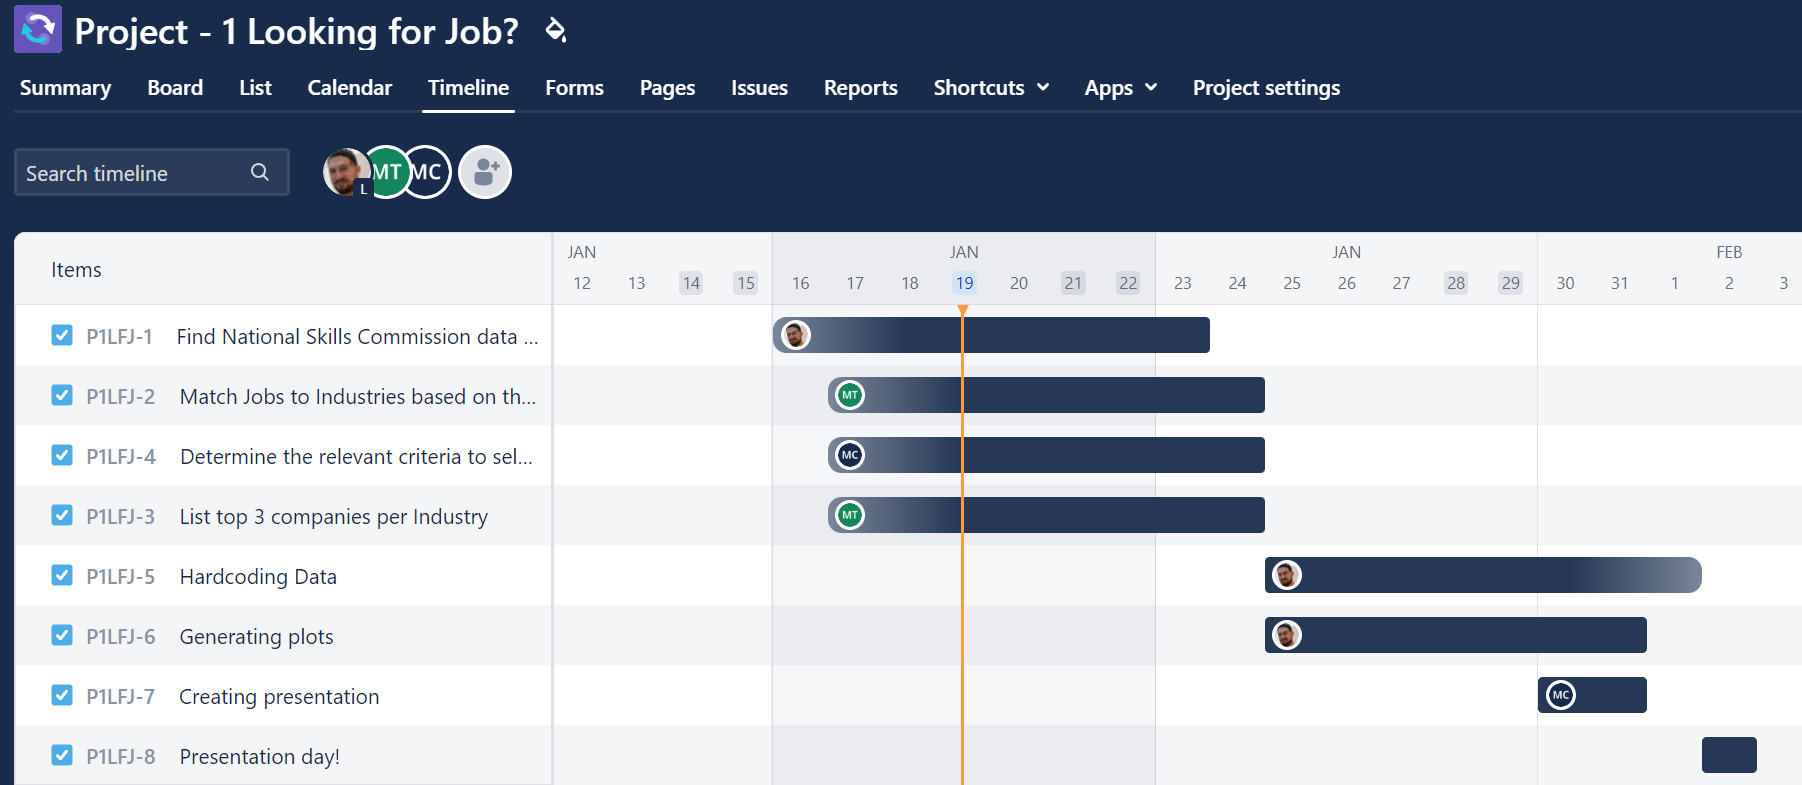 Project - 1 Looking for Job?
Summary Board List Calendar Timeline Forms Pages Issues Reports Shortcuts Apps Project settings
Search timeline
L MT MC
Items
JAN JAN JAN FEB
12 13 14 15 16 17 18 19 20 21 22 23 24 25 26 27 28 29 30 31 1 2 3
P1LFJ-1 Find National Skills Commission data ...
P1LFJ-2 Match Jobs to Industries based on th... MT
P1LFJ-4 Determine the relevant criteria to sel... MC
P1LFJ-3 List top 3 companies per Industry MT
P1LFJ-5 Hardcoding Data
P1LFJ-6 Generating plots
P1LFJ-7 Creating presentation MC
P1LFJ-8 Presentation day!